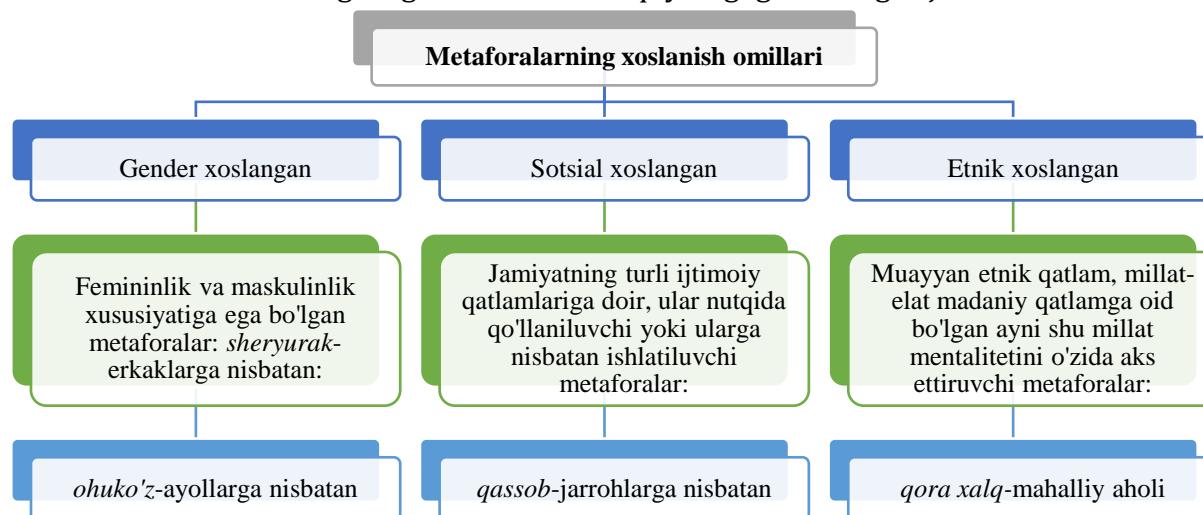 Metaforalarning xoslanish omillari
Gender xoslangan
Sotsial xoslangan
Etnik xoslangan
Femininlik va maskulinlik
xususiyatiga ega bo'lgan
metaforalar: sheryurak-
erkaklarga nisbatan:
Jamiyatning turli ijtimoiy
qatlamlariga doir, ular nutqida
qo'llaniluvchi yoki ularga
nisbatan ishlatiluvchi
metaforalar:
Muayyan etnik qatlam, millat-
elat madaniy qatlamga oid
bo'lgan ayni shu millat
mentalitetini o'zida aks
ettiruvchi metaforalar:
ohuko'z-ayollarga nisbatan
qassob-jarrohlarga nisbatan
qora xalq-mahalliy aholi